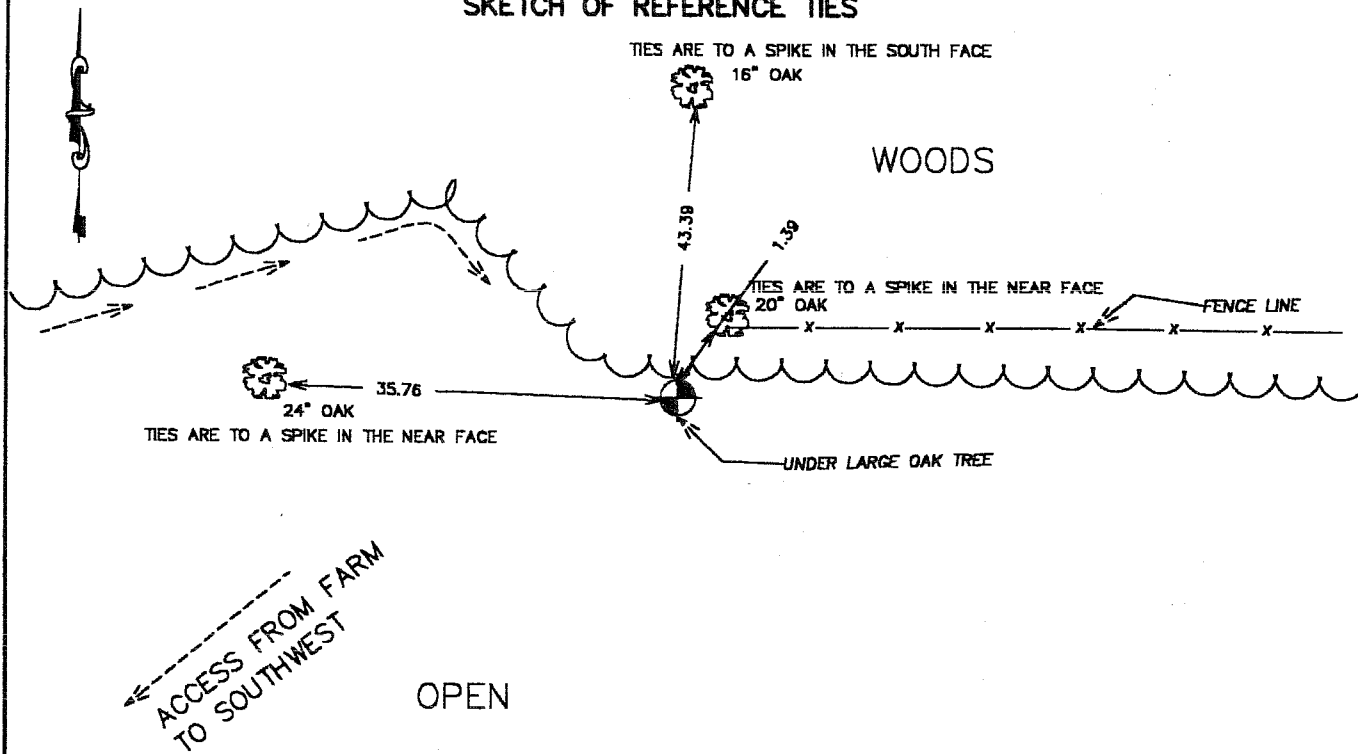 SKETCH OF REFERENCE TIES
TIES ARE TO A SPIKE IN THE SOUTH FACE
16" OAK
WOODS
43.39
1.39
TIES ARE TO A SPIKE IN THE NEAR FACE
20" OAK
FENCE LINE
x x x x x x
35.76
24" OAK
TIES ARE TO A SPIKE IN THE NEAR FACE
UNDER LARGE OAK TREE
ACCESS FROM FARM
TO SOUTHWEST
OPEN